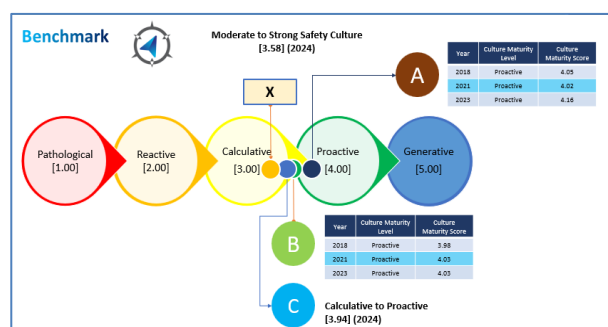 Benchmark
Moderate to Strong Safety Culture
[3.58] (2024)
X
A
Year Culture Maturity Level Culture Maturity Score
2018 Proactive 4.05
2021 Proactive 4.02
2023 Proactive 4.16
Pathological
[1.00]
Reactive
[2.00]
Calculative
[3.00]
Proactive
[4.00]
Generative
[5.00]
B
Year Culture Maturity Level Culture Maturity Score
2018 Proactive 3.98
2021 Proactive 4.03
2023 Proactive 4.03
C
Calculative to Proactive
[3.94] (2024)